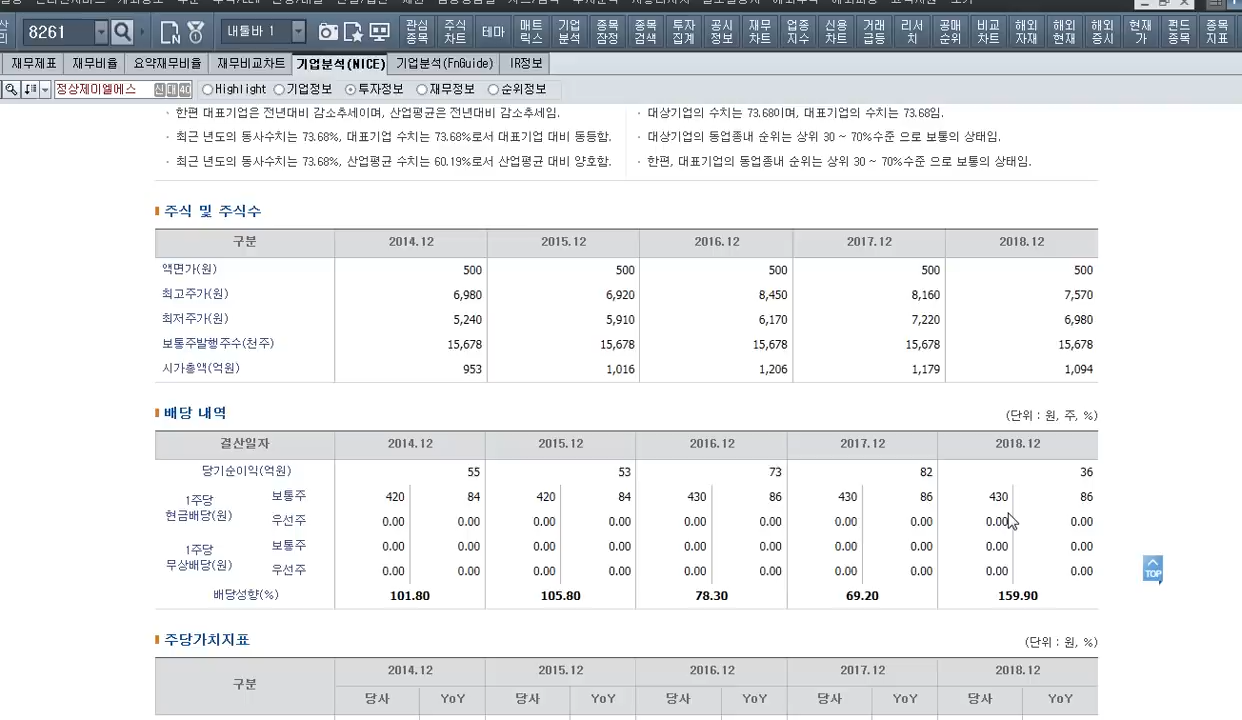 8261
내툴바 1
관심 종목
주식 차트
테마
매트 릭스
기업 분석
종목 잠정
종목 검색
투자 집계
재무 차트
업종 지수
신용 차트
거래 급등
리서 치
공매 순위
비교 차트
해외 자재
해외 현재
해외 증시
현재 가
펀드 종목
종목 지표
공시 정보
재무제표 재무비율 요약재무비율 재무비교차트 기업분석(NICE) 기업분석(FnGuide) IR정보
정상제이엘에스 신 대 40 Highlight 기업정보 투자정보 재무정보 순위정보
· 한편 대표기업은 전년대비 감소추세이며, 산업평균은 전년대비 감소추세임.
· 최근 년도의 동사수치는 73.68%, 대표기업 수치는 73.68%로서 대표기업 대비 동등함.
· 최근 년도의 동사수치는 73.68%, 산업평균 수치는 60.19%로서 산업평균 대비 양호함.
· 대상기업의 수치는 73.68이며, 대표기업의 수치는 73.68임.
· 대상기업의 동업종내 순위는 상위 30 ~ 70%수준 으로 보통의 상태임.
· 한편, 대표기업의 동업종내 순위는 상위 30 ~ 70%수준 으로 보통의 상태임.
주식 및 주식수
구분 2014.12 2015.12 2016.12 2017.12 2018.12
액면가(원) 500 500 500 500 500
최고주가(원) 6,980 6,920 8,450 8,160 7,570
최저주가(원) 5,240 5,910 6,170 7,220 6,980
보통주발행주수(천주) 15,678 15,678 15,678 15,678 15,678
시가총액(억원) 953 1,016 1,206 1,179 1,094
배당 내역 (단위 : 원, 주, %)
결산일자 2014.12 2015.12 2016.12 2017.12 2018.12
당기순이익(억원) 55 53 73 82 36
1주당 현금배당(원) 보통주 420 84 420 84 430 86 430 86 430 86
우선주 0.00 0.00 0.00 0.00 0.00 0.00 0.00 0.00 0.00 0.00
1주당 무상배당(원) 보통주 0.00 0.00 0.00 0.00 0.00 0.00 0.00 0.00 0.00 0.00
우선주 0.00 0.00 0.00 0.00 0.00 0.00 0.00 0.00 0.00 0.00
배당성향(%) 101.80 105.80 78.30 69.20 159.90
TOP
주당가치지표 (단위 : 원, %)
구분 2014.12 2015.12 2016.12 2017.12 2018.12
당사 YoY 당사 YoY 당사 YoY 당사 YoY 당사 YoY